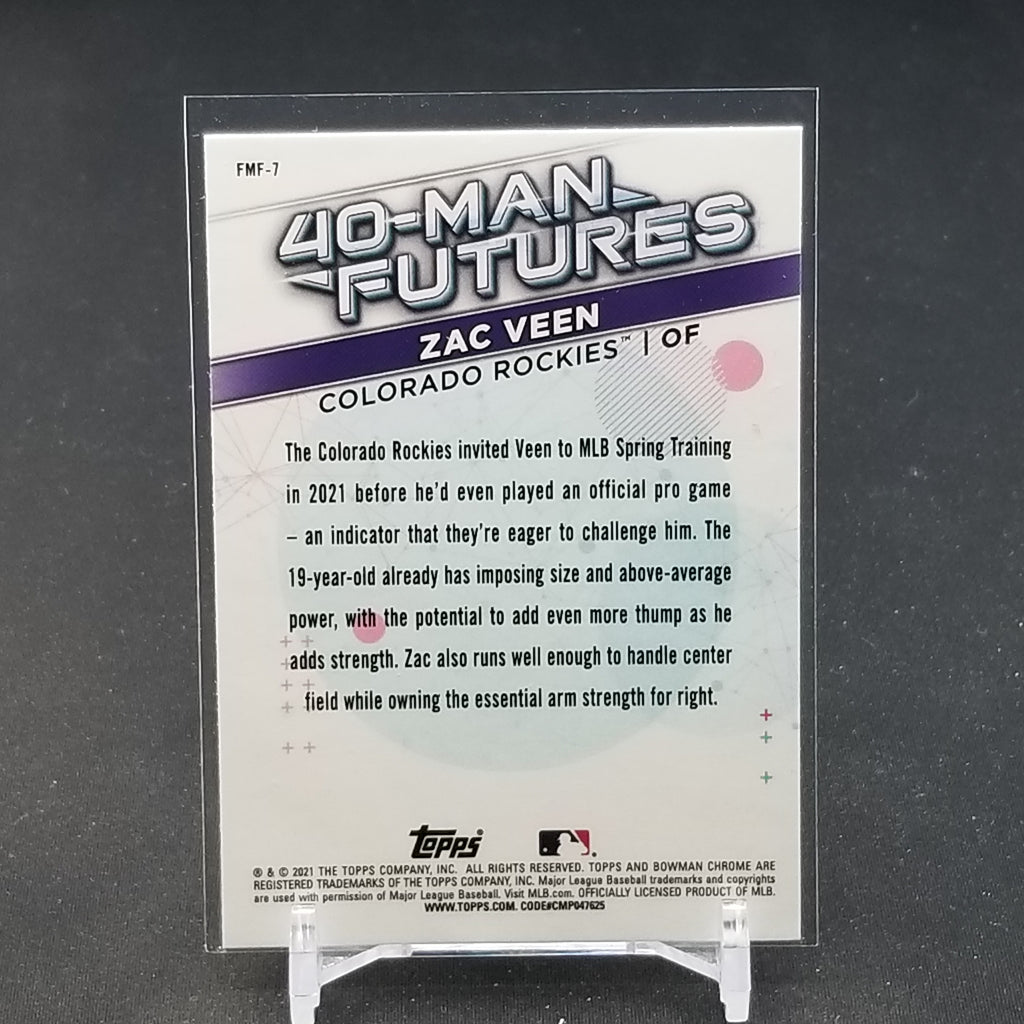 FMF-7
40-MAN
FUTURES
ZAC VEEN
COLORADO ROCKIES™ | OF
The Colorado Rockies invited Veen to MLB Spring Training
in 2021 before he'd even played an official pro game
– an indicator that they're eager to challenge him. The
19-year-old already has imposing size and above-average
power, with the potential to add even more thump as he
adds strength. Zac also runs well enough to handle center
field while owning the essential arm strength for right.
Topps®
® & © 2021 THE TOPPS COMPANY, INC. ALL RIGHTS RESERVED. TOPPS AND BOWMAN CHROME ARE
REGISTERED TRADEMARKS OF THE TOPPS COMPANY, INC. Major League Baseball trademarks and copyrights
are used with permission of Major League Baseball. Visit MLB.com. OFFICIALLY LICENSED PRODUCT OF MLB.
WWW.TOPPS.COM. CODE#CMP047625